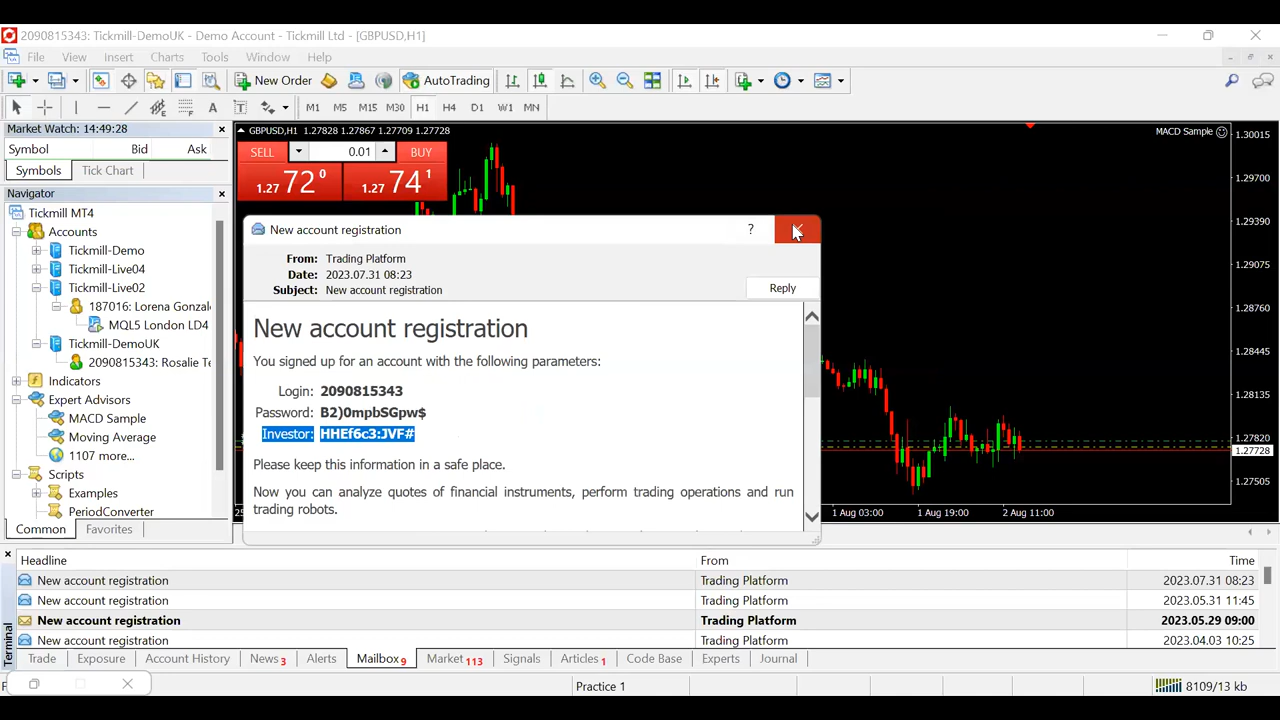 2090815343: Tickmill-DemoUK - Demo Account - Tickmill Ltd - [GBPUSD,H1]
File View Insert Charts Tools Window Help
New Order AutoTrading
A T M1 M5 M15 M30 H1 H4 D1 W1 MN
Market Watch: 14:49:28
Symbol Bid Ask
Symbols Tick Chart
Navigator
Tickmill MT4
Accounts
Tickmill-Demo
Tickmill-Live04
Tickmill-Live02
187016: Lorena Gonzal
MQL5 London LD4
Tickmill-DemoUK
2090815343: Rosalie Te
Indicators
Expert Advisors
MACD Sample
Moving Average
1107 more...
Scripts
Examples
PeriodConverter
Common Favorites
GBPUSD,H1 1.27828 1.27867 1.27709 1.27728
MACD Sample
SELL 0.01 BUY
1.27 72 0 1.27 74 1
1.30015
1.29700
1.29390
1.29075
1.28760
1.28445
1.28135
1.27820
1.27728
1.27505
25
1 Aug 03:00 1 Aug 19:00 2 Aug 11:00
New account registration ?
From: Trading Platform
Date: 2023.07.31 08:23
Subject: New account registration
Reply
New account registration
You signed up for an account with the following parameters:
Login: 2090815343
Password: B2)0mpbSGpw$
Investor: HHEf6c3:JVF#
Please keep this information in a safe place.
Now you can analyze quotes of financial instruments, perform trading operations and run
trading robots.
Terminal
Headline From Time
New account registration Trading Platform 2023.07.31 08:23
New account registration Trading Platform 2023.05.31 11:45
New account registration Trading Platform 2023.05.29 09:00
New account registration Trading Platform 2023.04.03 10:25
Trade Exposure Account History News 3 Alerts Mailbox 9 Market 113 Signals Articles 1 Code Base Experts Journal
Practice 1 8109/13 kb